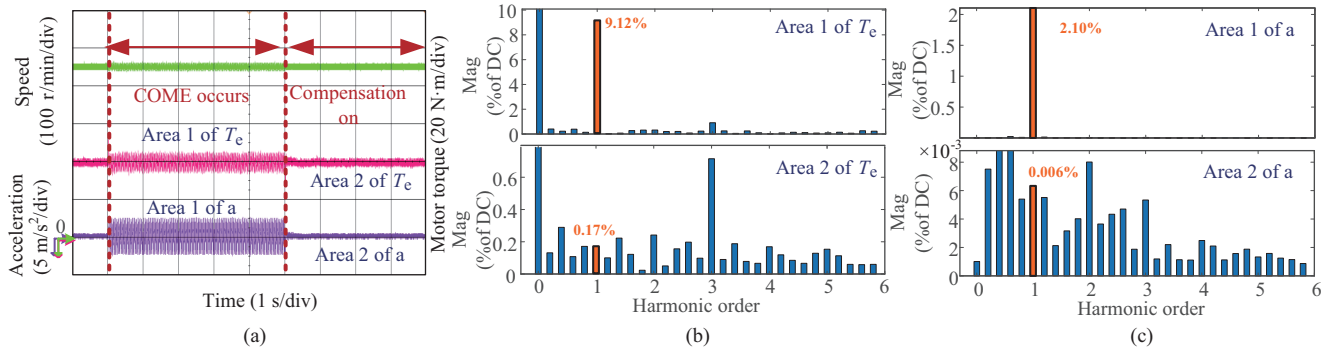 Speed
(100 r/min/div)
Acceleration
(5 m/s²/div)
0
COME occurs
Compensation
on
Area 1 of Te
Area 2 of Te
Area 1 of a
Area 2 of a
Motor torque (20 N·m/div)
Time (1 s/div)
(a)
Mag
(%of DC)
10
8
6
4
2
0
9.12%
Area 1 of Te
Mag
(%of DC)
0.6
0.4
0.2
0
0.17%
Area 2 of Te
0 1 2 3 4 5 6
Harmonic order
(b)
Mag
(%of DC)
2
1.5
1
0.5
2.10%
Area 1 of a
×10⁻³
Mag
(%of DC)
8
6
4
2
0
0.006%
Area 2 of a
0 1 2 3 4 5 6
Harmonic order
(c)